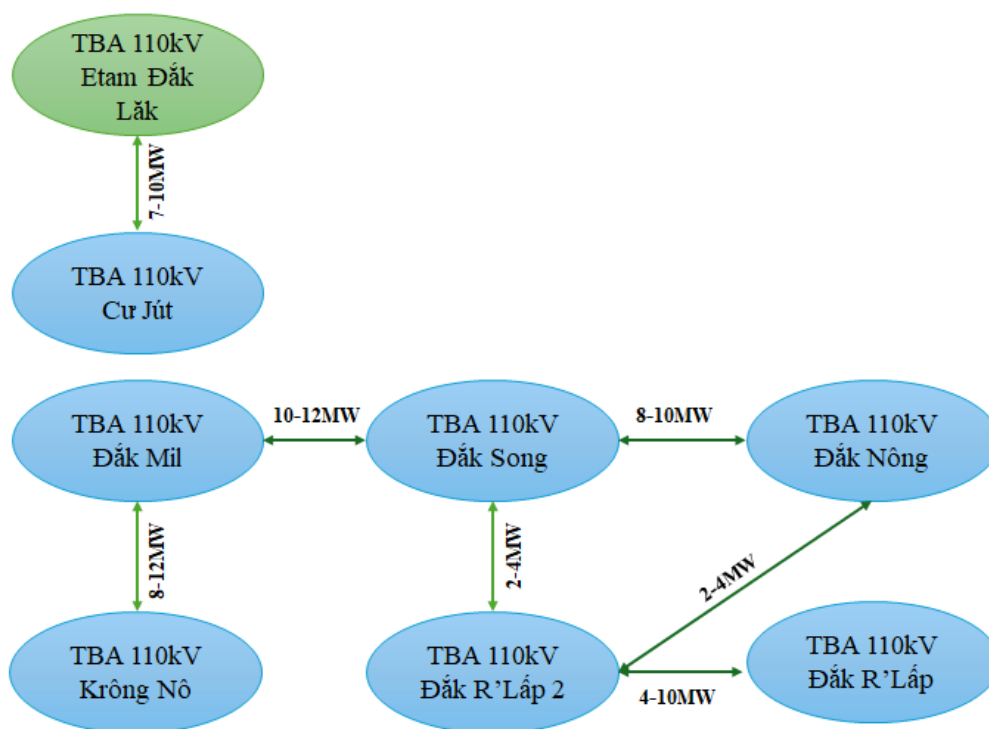 TBA 110kV
Etam Đắk
Lăk
7-10MW
TBA 110kV
Cư Jút
TBA 110kV
Đắk Mil
10-12MW
TBA 110kV
Đắk Song
8-10MW
TBA 110kV
Đắk Nông
8-12MW
2-4MW
2-4MW
TBA 110kV
Krông Nô
TBA 110kV
Đắk R’Lấp 2
4-10MW
TBA 110kV
Đắk R’Lấp